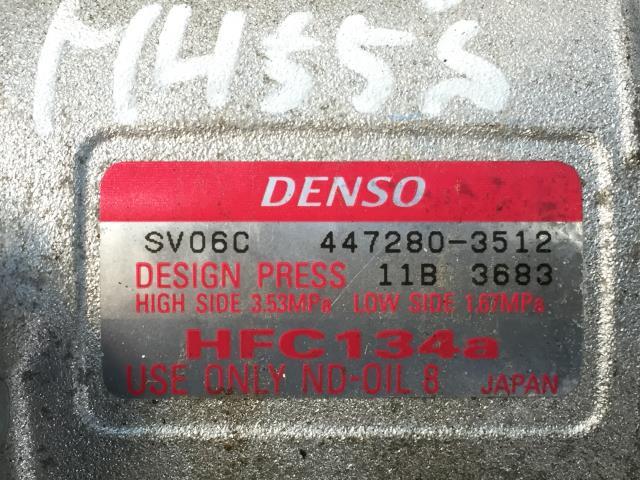 M455's
DENSO
SV06C 447280-3512
DESIGN PRESS 11B 3683
HIGH SIDE 3.53MPa LOW SIDE 1.67MPa
HFC134a
USE ONLY ND-OIL 8 JAPAN